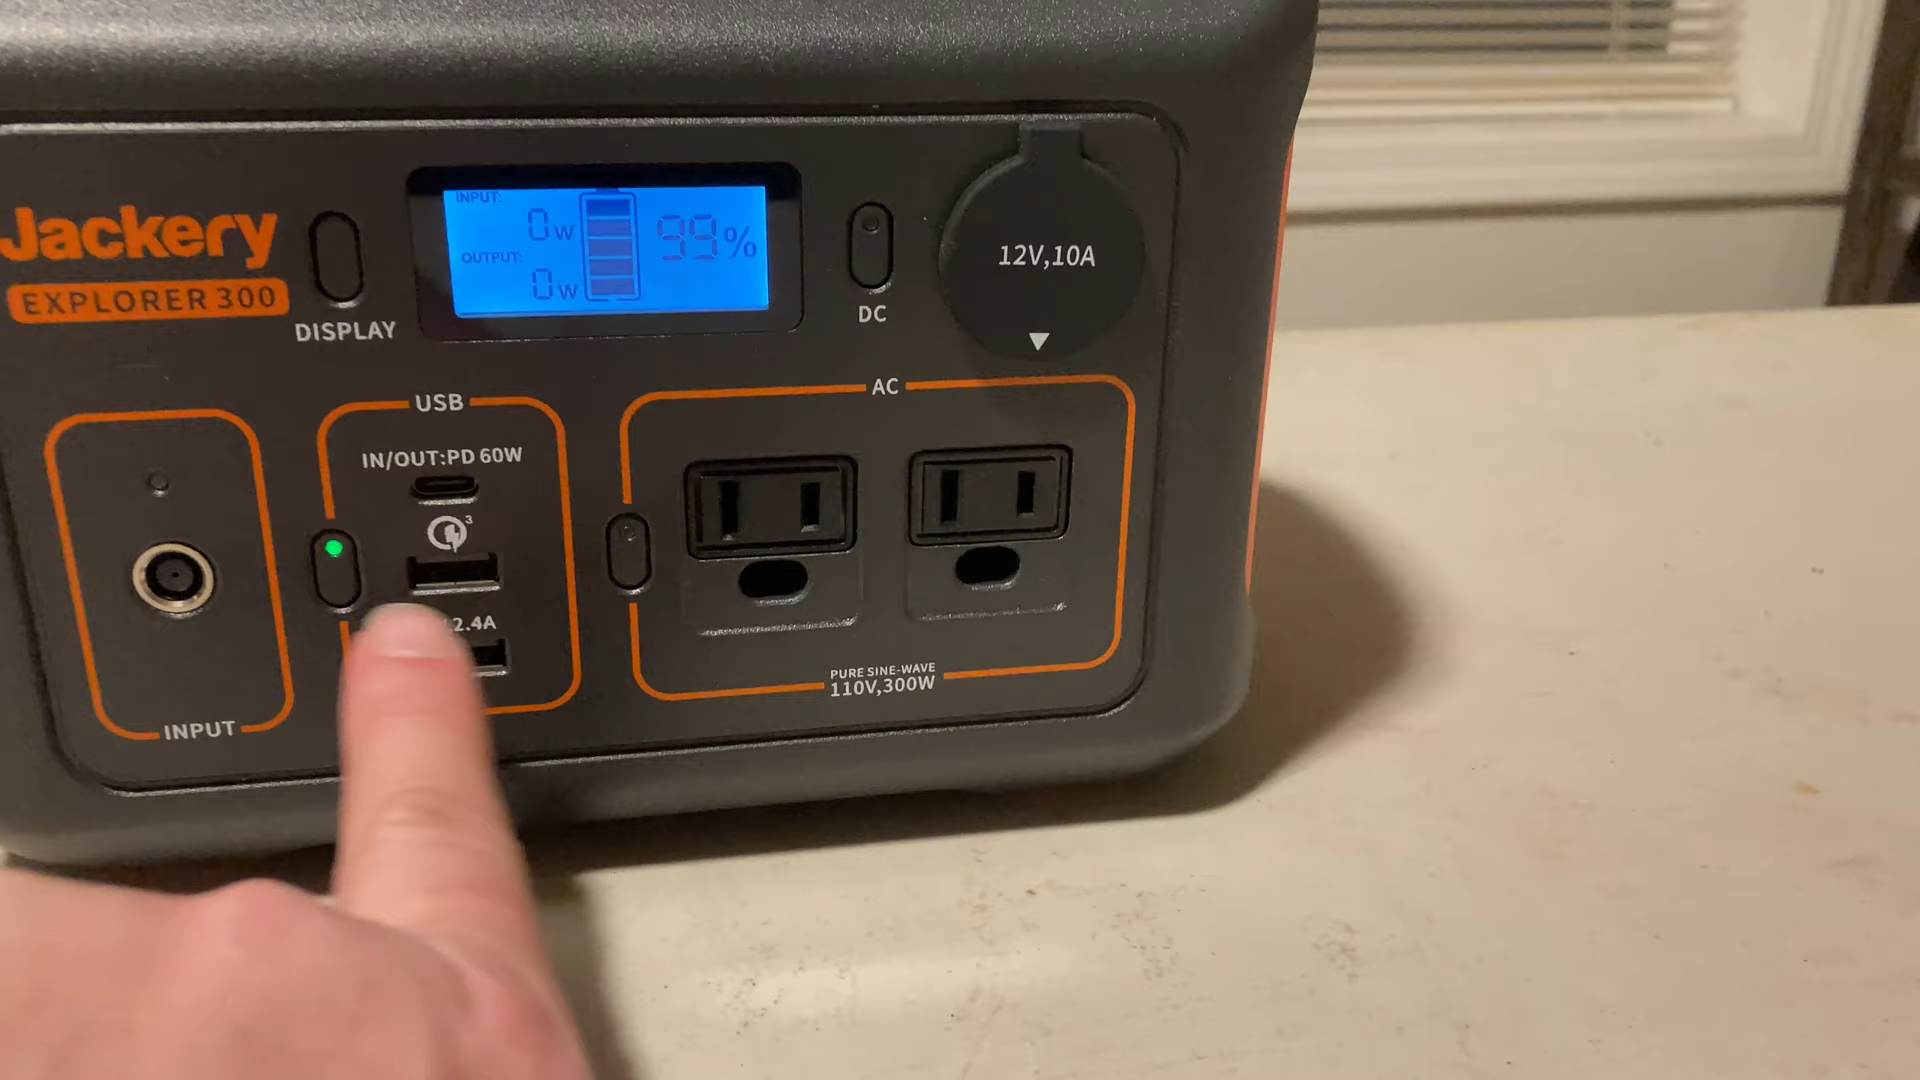 Jackery
EXPLORER 300
DISPLAY
INPUT:
0W
OUTPUT:
0W
99%
DC
12V,10A
USB
IN/OUT:PD 60W
3
2.4A
AC
PURE SINE-WAVE
110V,300W
INPUT